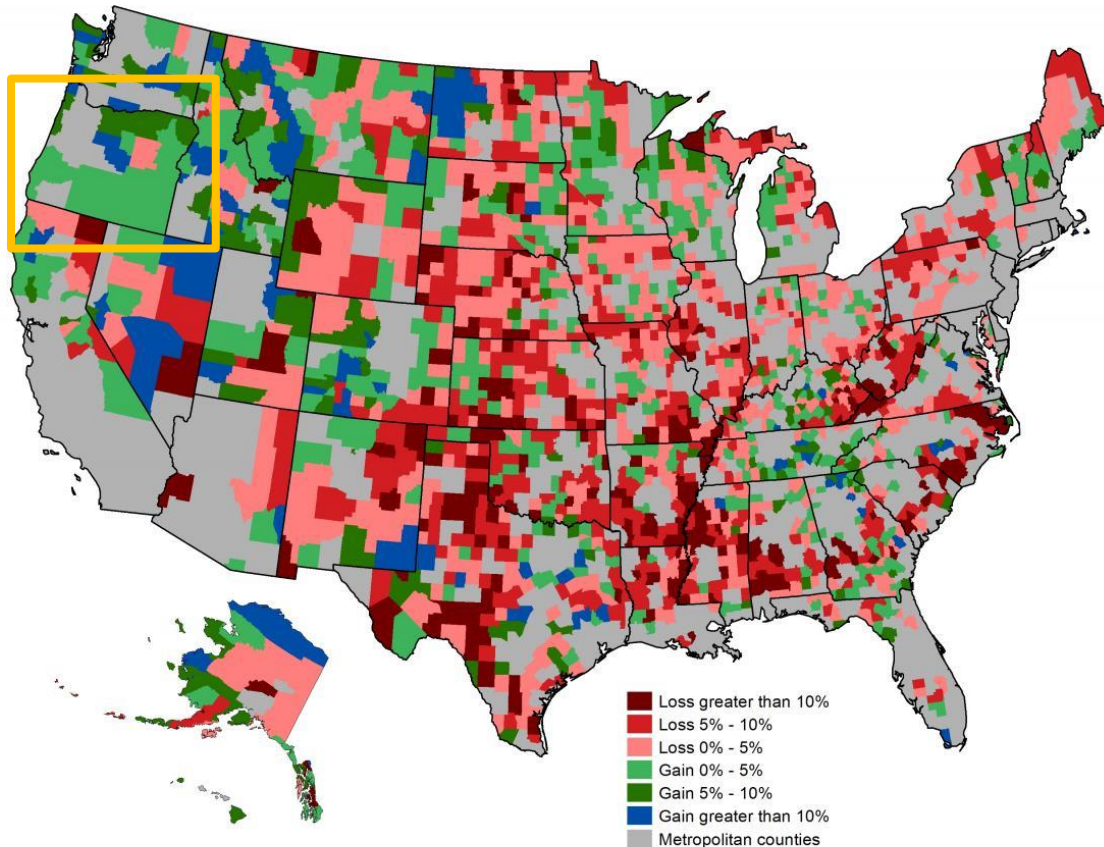 Loss greater than 10%
Loss 5% - 10%
Loss 0% - 5%
Gain 0% - 5%
Gain 5% - 10%
Gain greater than 10%
Metropolitan counties